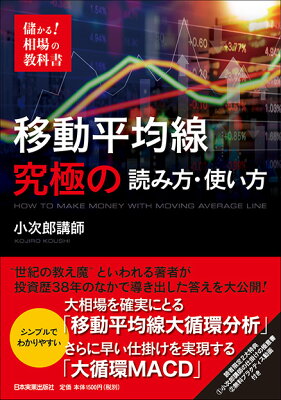 儲かる!
相場の
教科書
移動平均線
究極の読み方・使い方
HOW TO MAKE MONEY WITH MOVING AVERAGE LINE
小次郎講師
KOJIRO KOUSHI
"世紀の教え魔"といわれる著者が
投資歴38年のなかで導き出した答えを大公開!
シンプルで
わかりやすい
大相場を確実にとる
「移動平均線大循環分析」
さらに早い仕掛けを実現する
「大循環MACD」
日本実業出版社 定価 本体1500円(税別)